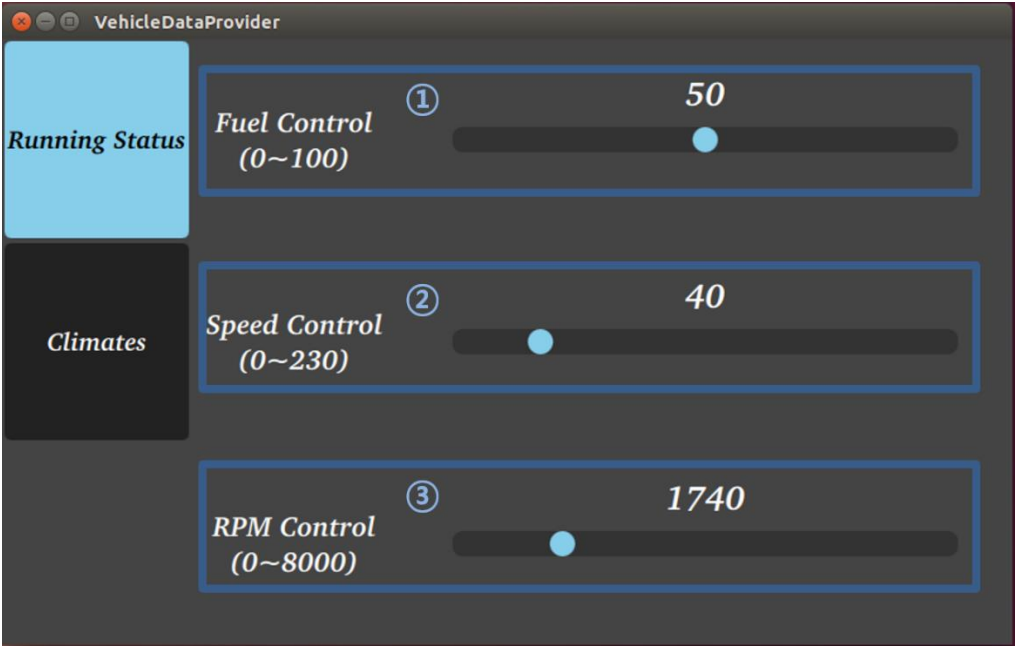 VehicleDataProvider
Running Status
Climates
① 50
Fuel Control
(0~100)
② 40
Speed Control
(0~230)
③ 1740
RPM Control
(0~8000)